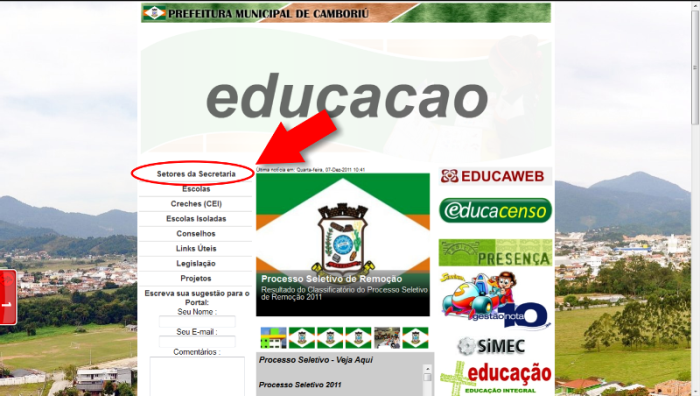 PREFEITURA MUNICIPAL DE CAMBORIÚ
educacao
Setores da Secretaria
Escolas
Creches (CEI)
Escolas Isoladas
Conselhos
Links Úteis
Legislação
Projetos
Escreva sua sugestão para o
Portal:
Seu Nome :
Seu E-mail :
Comentários :
Última notícia em: Quarta-feira, 07-Dez-2011 10:41
Processo Seletivo de Remoção
Resultado do Classificatório do Processo Seletivo
de Remoção 2011
Processo Seletivo - Veja Aqui
Processo Seletivo 2011
EDUCAWEB
educacenso
PRESENÇA
gestão nota 10
SiMEC
educação
EDUCAÇÃO INTEGRAL
1